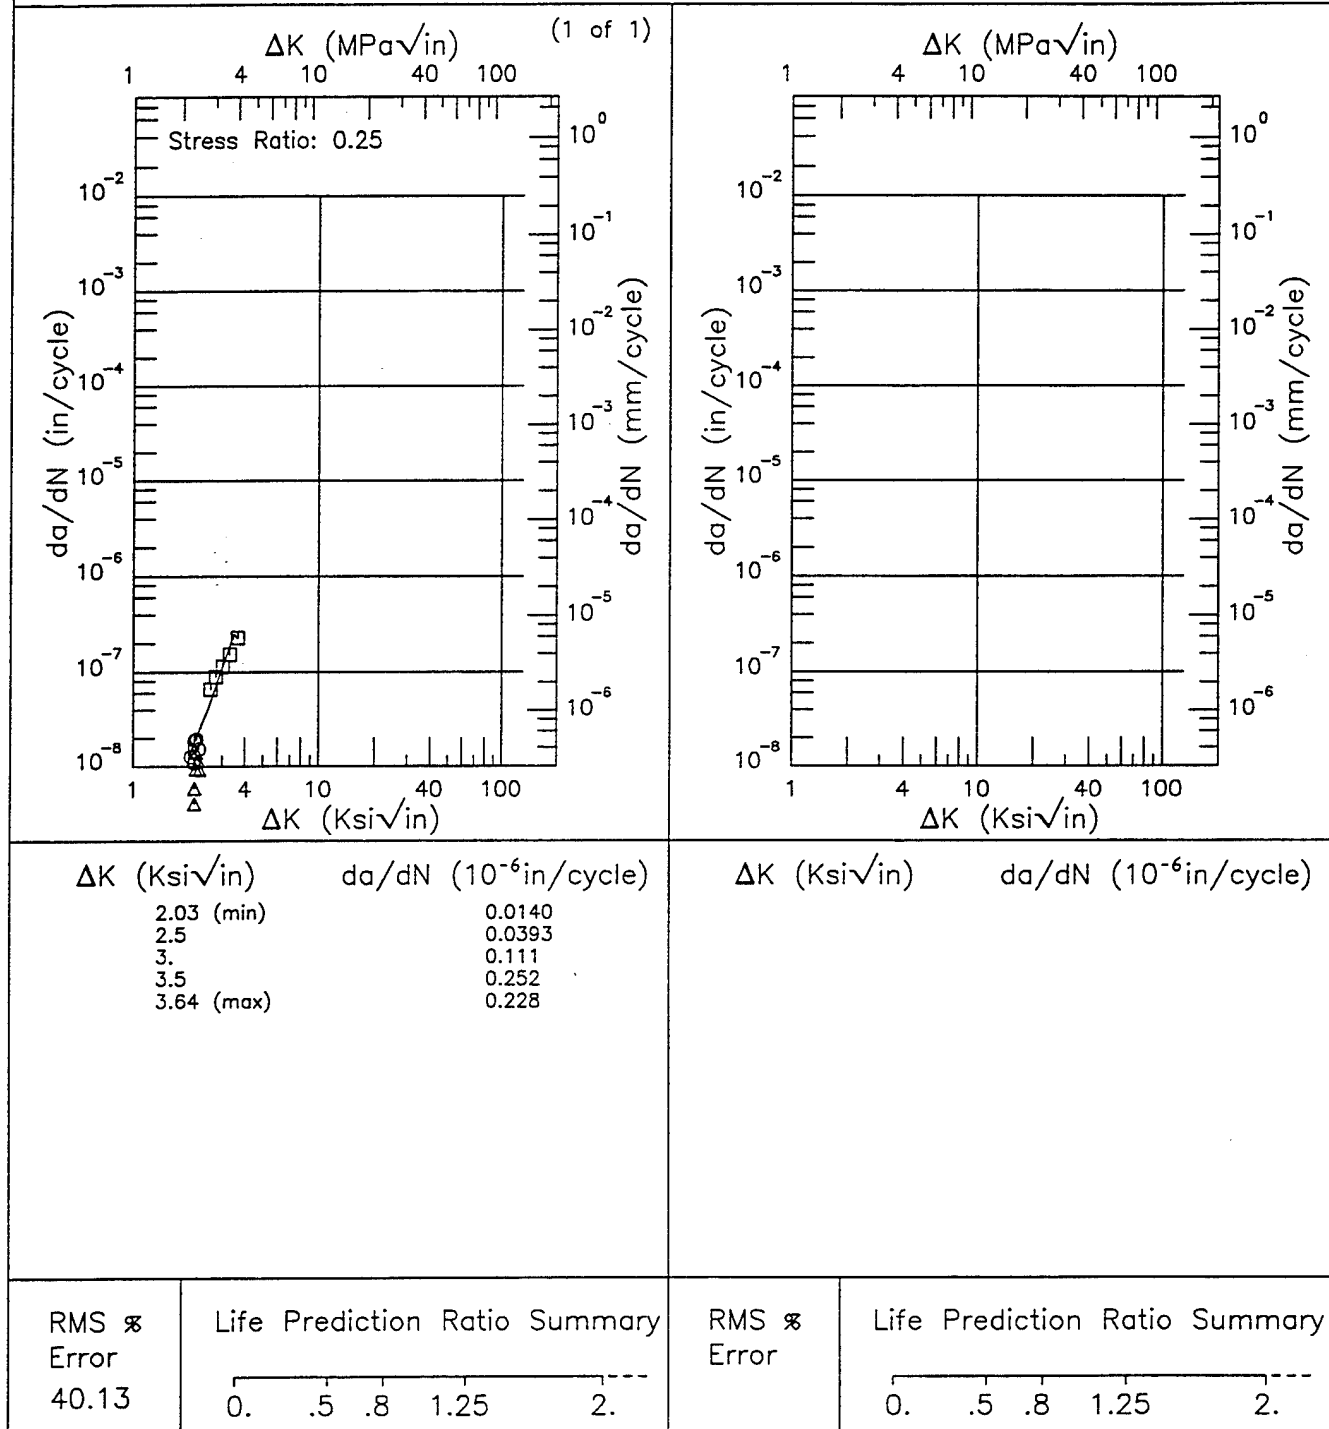 (1 of 1)
ΔK (MPa√in)
1 4 10 40 100
Stress Ratio: 0.25
10⁰
10⁻¹
10⁻²
10⁻³
10⁻⁴
10⁻⁵
10⁻⁶
da/dN (mm/cycle)
10⁻²
10⁻³
10⁻⁴
10⁻⁵
10⁻⁶
10⁻⁷
10⁻⁸
da/dN (in/cycle)
1 4 10 40 100
ΔK (Ksi√in)
ΔK (MPa√in)
1 4 10 40 100
10⁰
10⁻¹
10⁻²
10⁻³
10⁻⁴
10⁻⁵
10⁻⁶
da/dN (mm/cycle)
10⁻²
10⁻³
10⁻⁴
10⁻⁵
10⁻⁶
10⁻⁷
10⁻⁸
da/dN (in/cycle)
1 4 10 40 100
ΔK (Ksi√in)
ΔK (Ksi√in) da/dN (10⁻⁶in/cycle)
2.03 (min) 0.0140
2.5 0.0393
3. 0.111
3.5 0.252
3.64 (max) 0.228
ΔK (Ksi√in) da/dN (10⁻⁶in/cycle)
RMS %
Error
40.13
Life Prediction Ratio Summary
0. .5 .8 1.25 2.
RMS %
Error
Life Prediction Ratio Summary
0. .5 .8 1.25 2.